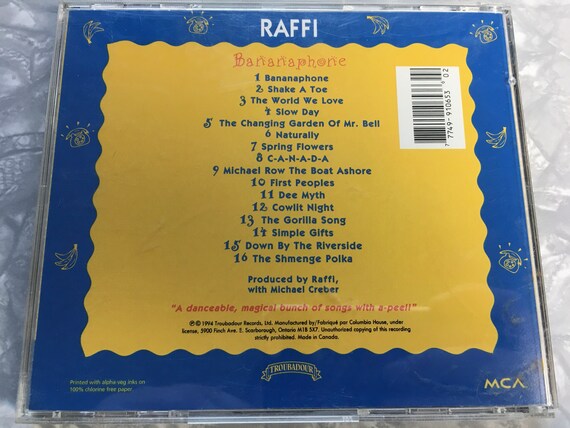 RAFFI
Bananaphone
1 Bananaphone
2 Shake A Toe
3 The World We Love
4 Slow Day
5 The Changing Garden Of Mr. Bell
6 Naturally
7 Spring Flowers
8 C-A-N-A-D-A
9 Michael Row The Boat Ashore
10 First Peoples
11 Dee Myth
12 Cowlit Night
13 The Gorilla Song
14 Simple Gifts
15 Down By The Riverside
16 The Shmenge Polka
Produced by Raffi,
with Michael Creber
"A danceable, magical bunch of songs with a-peel!"
℗© 1994 Troubadour Records, Ltd. Manufactured by/Fabriqué par Columbia House, under
license, 5900 Finch Ave. E. Scarborough, Ontario M1B 5X7. Unauthorized copying of this recording
strictly prohibited. Made in Canada.
7 77499 10653 02
Printed with alpha veg inks on
100% chlorine free paper
TROUBADOUR
MCA